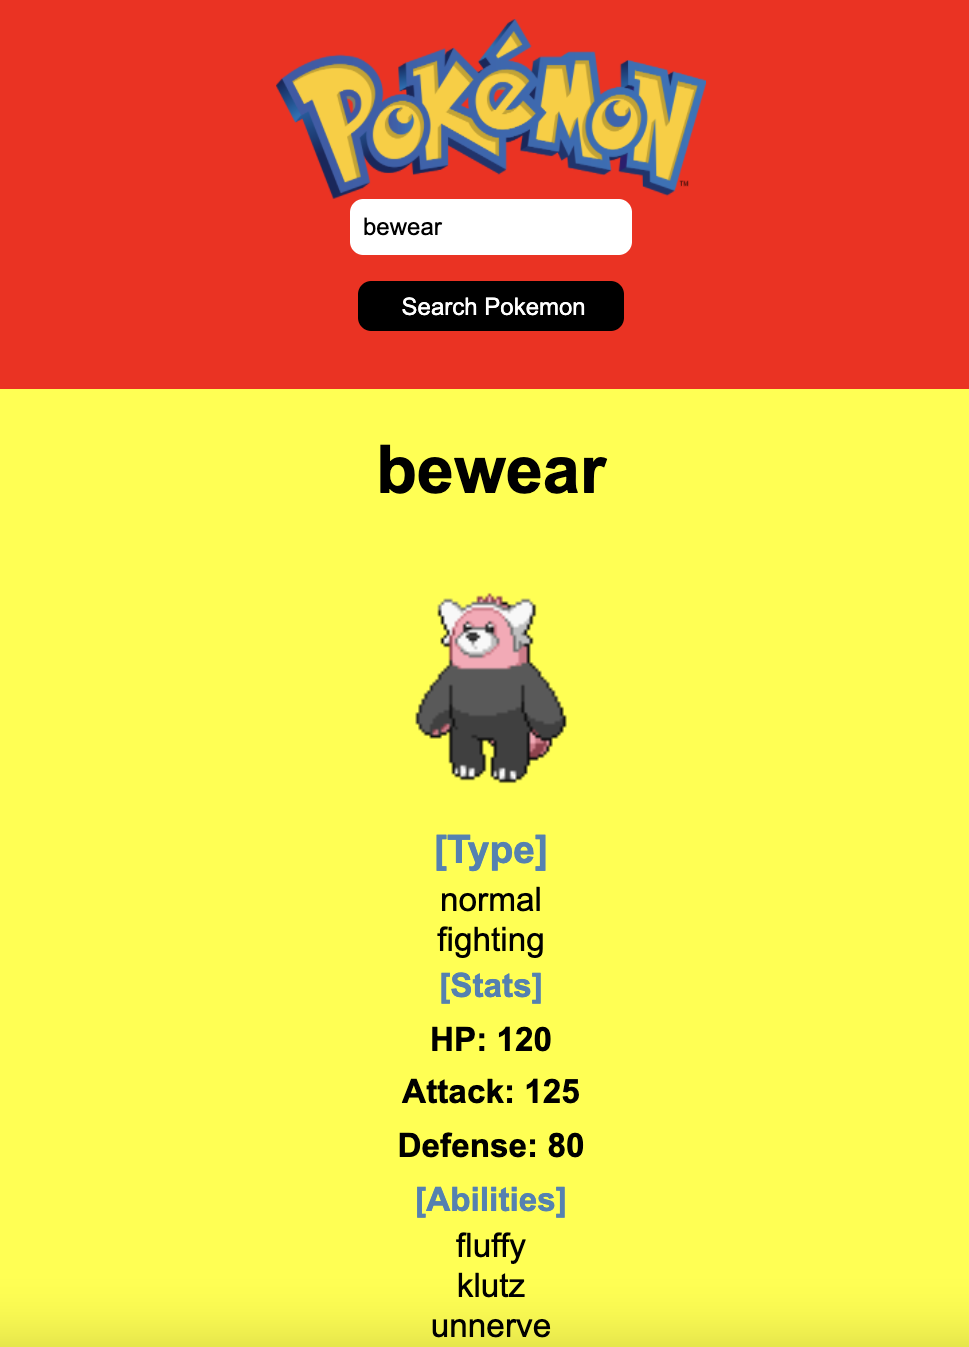 Pokémon
TM
bewear
Search Pokemon
bewear
[Type]
normal
fighting
[Stats]
HP: 120
Attack: 125
Defense: 80
[Abilities]
fluffy
klutz
unnerve